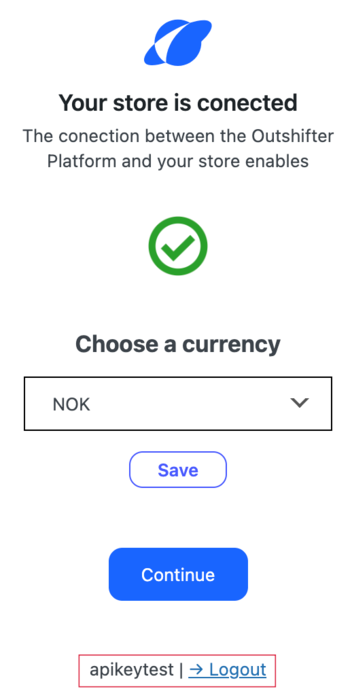 Your store is conected
The conection between the Outshifter
Platform and your store enables
Choose a currency
NOK
Save
Continue
apikeytest | → Logout